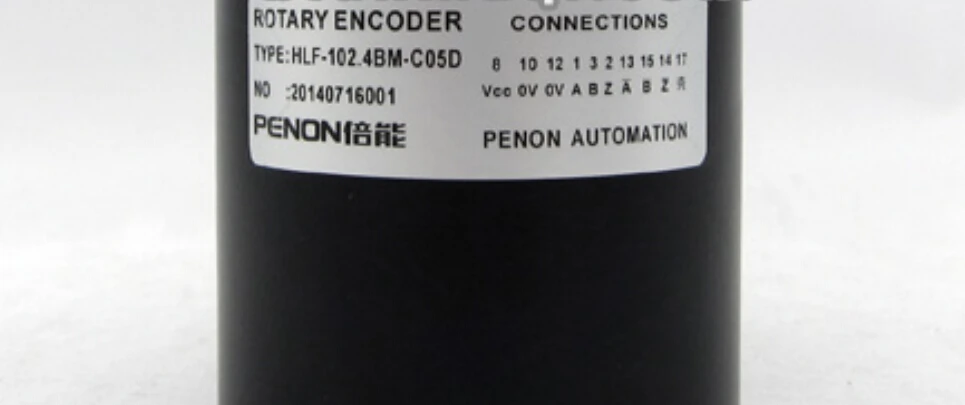 ROTARY ENCODER
TYPE:HLF-102.4BM-C05D
NO :20140716001
PENON倍能
CONNECTIONS
8 10 12 1 3 2 13 15 14 17
Vcc 0V 0V A B Z A̅ B̅ Z̅
PENON AUTOMATION